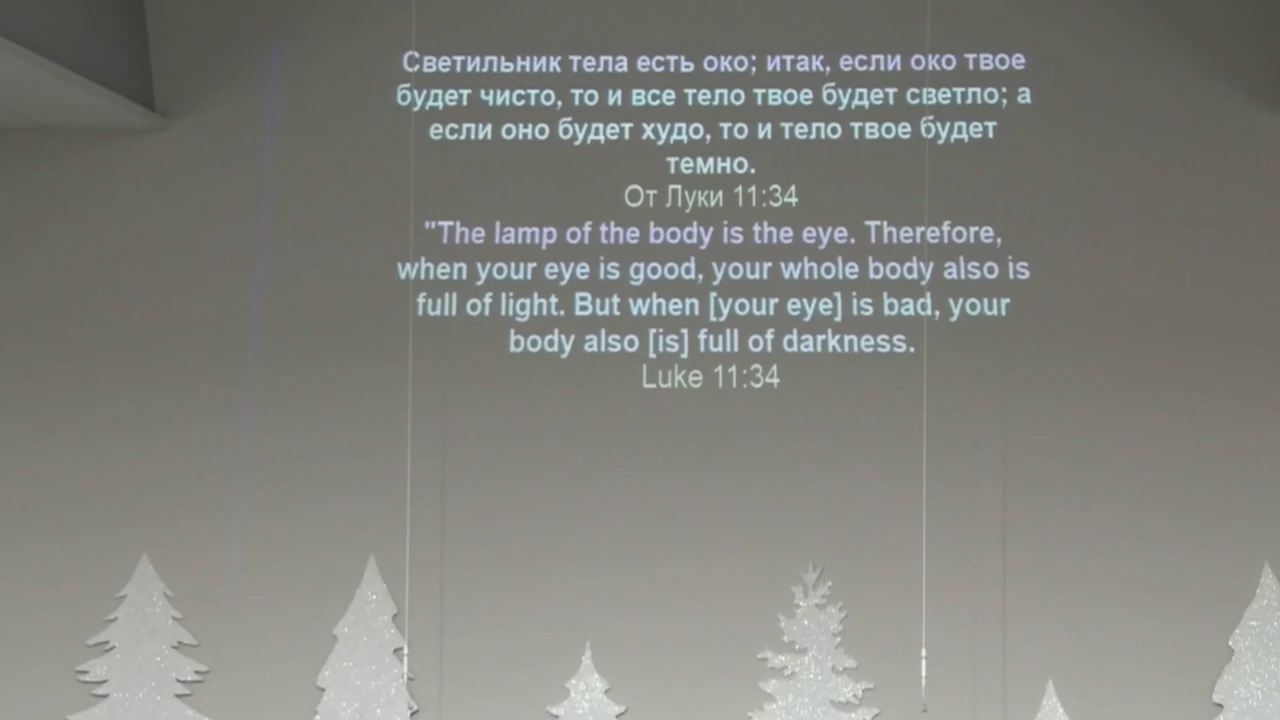 Светильник тела есть око; итак, если око твое
будет чисто, то и все тело твое будет светло; а
если оно будет худо, то и тело твое будет
темно.
От Луки 11:34
"The lamp of the body is the eye. Therefore,
when your eye is good, your whole body also is
full of light. But when [your eye] is bad, your
body also [is] full of darkness.
Luke 11:34